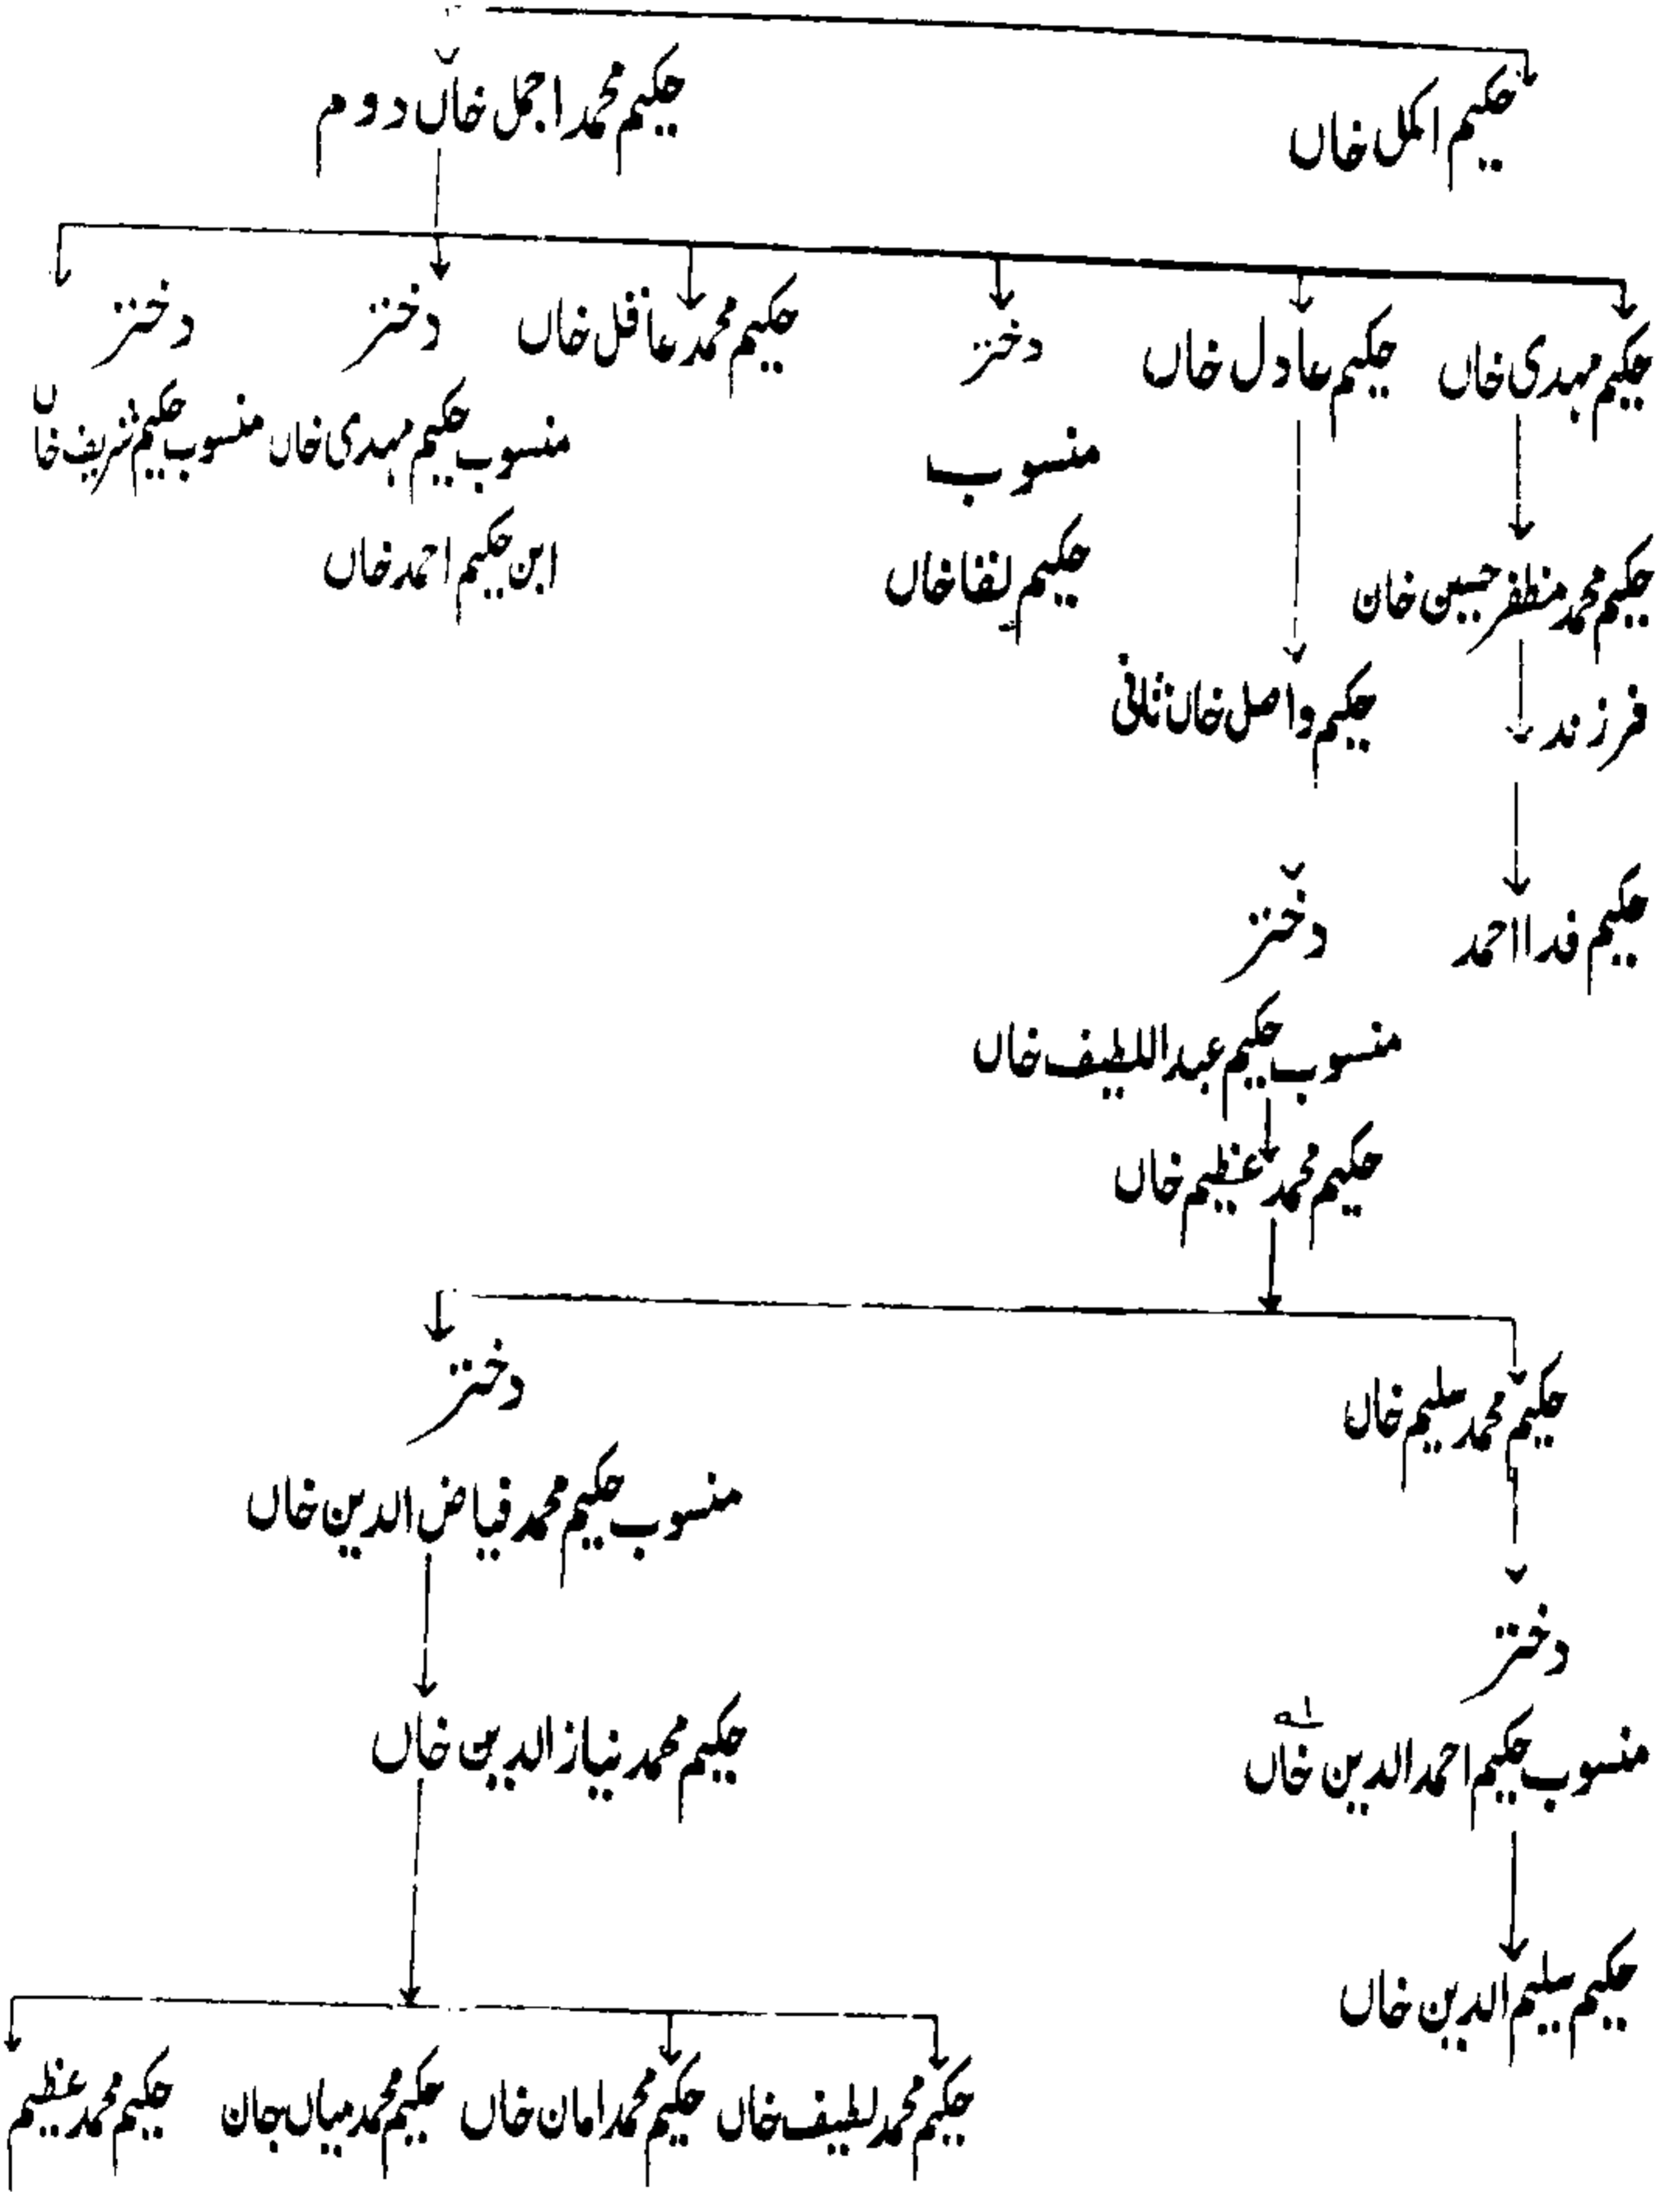 حکیم اکمل خاں
حکیم محمد اجمل خاں دوم
حکیم مہدی خاں
حکیم عادل خاں
دختر
حکیم محمد عاقل خاں
دختر
دختر
منسوب
حکیم لقا خاں
منسوب حکیم مہدی خاں
ابن حکیم احمد خاں
منسوب حکیم شریف خاں
حکیم محمد مظفر حسین خان
حکیم واصل خاں ثانی
فرزند
دختر
حکیم فدا احمد
منسوب حکیم عبداللطیف خاں
حکیم محمد عظیم خاں
حکیم محمد سلیم خاں
دختر
منسوب حکیم محمد فیاض الدین خاں
دختر
منسوب حکیم احمد الدین خاں
حکیم محمد نیاز الدین خاں
حکیم سلیم الدین خاں
حکیم محمد لطیف خاں
حکیم محمد امان خاں
حکیم محمد میاں جان
حکیم محمد عظیم